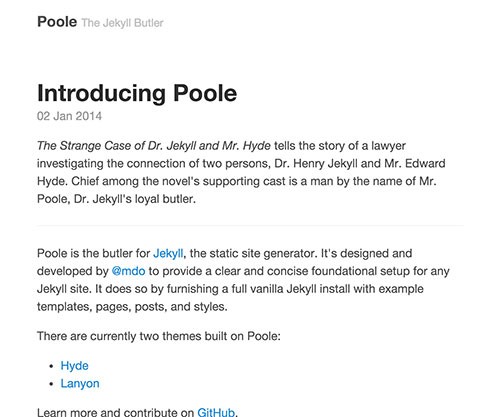 Poole The Jekyll Butler
Introducing Poole
02 Jan 2014
The Strange Case of Dr. Jekyll and Mr. Hyde tells the story of a lawyer
investigating the connection of two persons, Dr. Henry Jekyll and Mr. Edward
Hyde. Chief among the novel's supporting cast is a man by the name of Mr.
Poole, Dr. Jekyll's loyal butler.
Poole is the butler for Jekyll, the static site generator. It's designed and
developed by @mdo to provide a clear and concise foundational setup for any
Jekyll site. It does so by furnishing a full vanilla Jekyll install with example
templates, pages, posts, and styles.
There are currently two themes built on Poole:
• Hyde
• Lanyon
Learn more and contribute on GitHub.